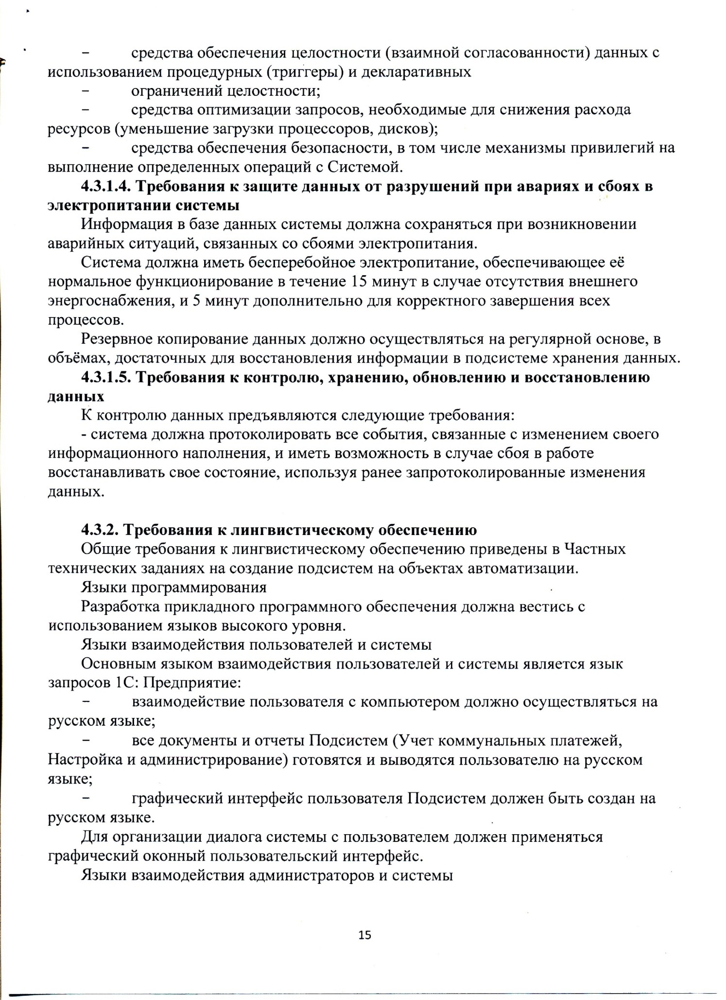 – средства обеспечения целостности (взаимной согласованности) данных с
использованием процедурных (триггеры) и декларативных
– ограничений целостности;
– средства оптимизации запросов, необходимые для снижения расхода
ресурсов (уменьшение загрузки процессоров, дисков);
– средства обеспечения безопасности, в том числе механизмы привилегий на
выполнение определенных операций с Системой.
4.3.1.4. Требования к защите данных от разрушений при авариях и сбоях в
электропитании системы
Информация в базе данных системы должна сохраняться при возникновении
аварийных ситуаций, связанных со сбоями электропитания.
Система должна иметь бесперебойное электропитание, обеспечивающее её
нормальное функционирование в течение 15 минут в случае отсутствия внешнего
энергоснабжения, и 5 минут дополнительно для корректного завершения всех
процессов.
Резервное копирование данных должно осуществляться на регулярной основе, в
объёмах, достаточных для восстановления информации в подсистеме хранения данных.
4.3.1.5. Требования к контролю, хранению, обновлению и восстановлению
данных
К контролю данных предъявляются следующие требования:
- система должна протоколировать все события, связанные с изменением своего
информационного наполнения, и иметь возможность в случае сбоя в работе
восстанавливать свое состояние, используя ранее запротоколированные изменения
данных.
4.3.2. Требования к лингвистическому обеспечению
Общие требования к лингвистическому обеспечению приведены в Частных
технических заданиях на создание подсистем на объектах автоматизации.
Языки программирования
Разработка прикладного программного обеспечения должна вестись с
использованием языков высокого уровня.
Языки взаимодействия пользователей и системы
Основным языком взаимодействия пользователей и системы является язык
запросов 1С: Предприятие:
– взаимодействие пользователя с компьютером должно осуществляться на
русском языке;
– все документы и отчеты Подсистем (Учет коммунальных платежей,
Настройка и администрирование) готовятся и выводятся пользователю на русском
языке;
– графический интерфейс пользователя Подсистем должен быть создан на
русском языке.
Для организации диалога системы с пользователем должен применяться
графический оконный пользовательский интерфейс.
Языки взаимодействия администраторов и системы
15